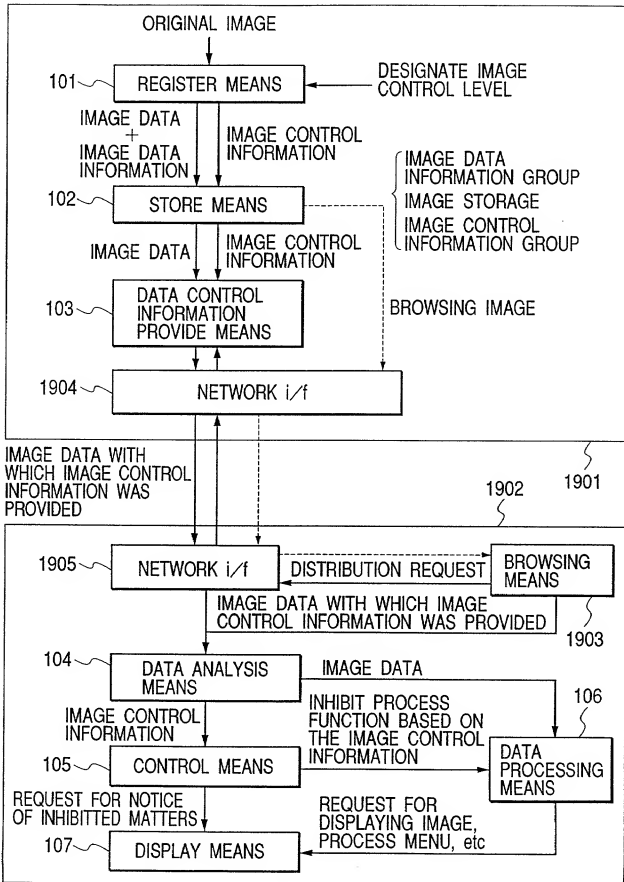 ORIGINAL IMAGE
101
REGISTER MEANS
DESIGNATE IMAGE
CONTROL LEVEL
IMAGE DATA
+
IMAGE DATA
INFORMATION
IMAGE CONTROL
INFORMATION
102
STORE MEANS
IMAGE DATA
INFORMATION GROUP
IMAGE STORAGE
IMAGE CONTROL
INFORMATION GROUP
IMAGE DATA
IMAGE CONTROL
INFORMATION
103
DATA CONTROL
INFORMATION
PROVIDE MEANS
BROWSING IMAGE
1904
NETWORK i/f
IMAGE DATA WITH
WHICH IMAGE CONTROL
INFORMATION WAS
PROVIDED
1901
1902
1905
NETWORK i/f
DISTRIBUTION REQUEST
BROWSING
MEANS
1903
IMAGE DATA WITH WHICH IMAGE
CONTROL INFORMATION WAS PROVIDED
104
DATA ANALYSIS
MEANS
IMAGE DATA
106
IMAGE CONTROL
INFORMATION
INHIBIT PROCESS
FUNCTION BASED ON
THE IMAGE CONTROL
INFORMATION
105
CONTROL MEANS
DATA
PROCESSING
MEANS
REQUEST FOR NOTICE
OF INHIBITTED MATTERS
REQUEST FOR
DISPLAYING IMAGE,
PROCESS MENU, etc
107
DISPLAY MEANS